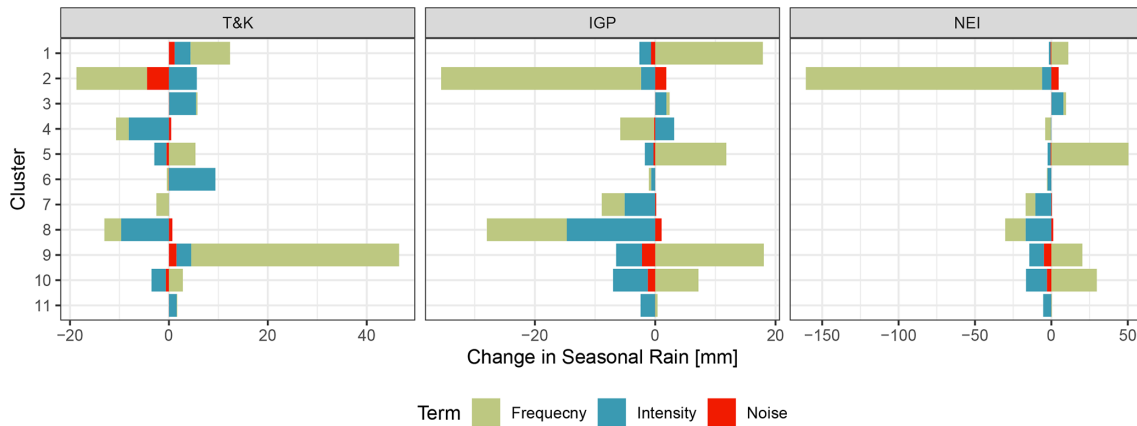 T&K IGP NEI
Cluster
1
2
3
4
5
6
7
8
9
10
11
−20 0 20 40 −20 0 20 −150 −100 −50 0 50
Change in Seasonal Rain [mm]
Term Frequecny Intensity Noise